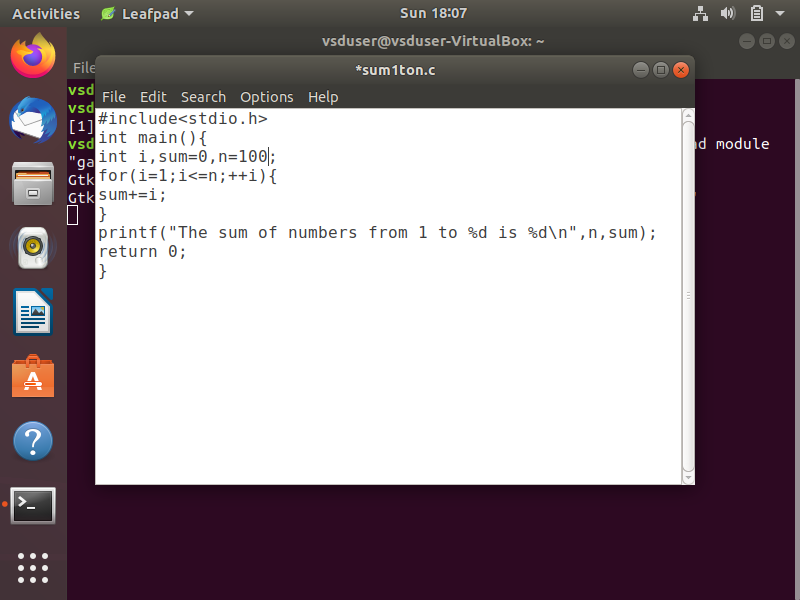 Activities Leafpad Sun 18:07
vsduser@vsduser-VirtualBox: ~
File
*sum1ton.c
File Edit Search Options Help
#include<stdio.h>
int main(){
int i,sum=0,n=100;
for(i=1;i<=n;++i){
sum+=i;
}
printf("The sum of numbers from 1 to %d is %d\n",n,sum);
return 0;
}
vsd
vsd
[1]
vsd d module
"ga
Gtk
Gtk